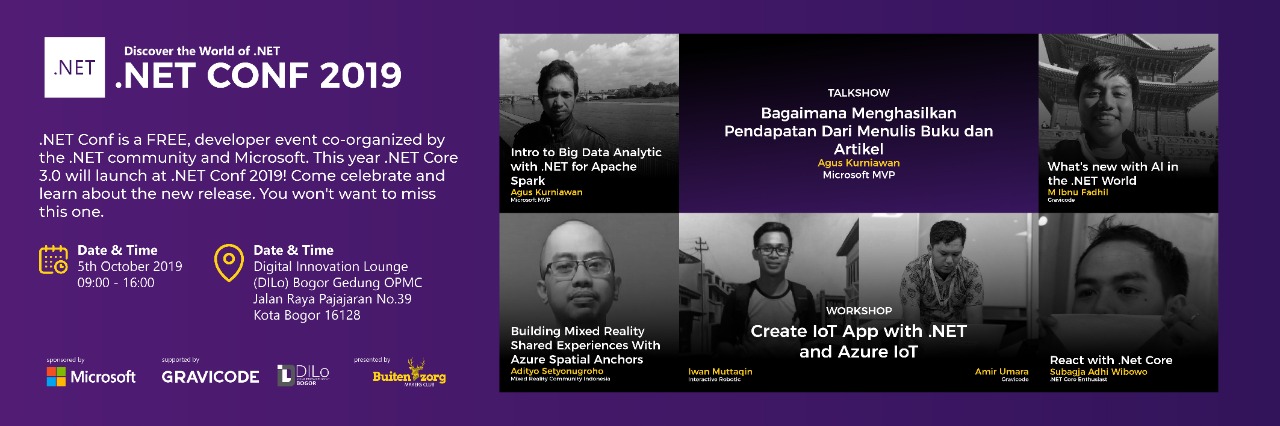 .NET
Discover the World of .NET
.NET CONF 2019
.NET Conf is a FREE, developer event co-organized by
the .NET community and Microsoft. This year .NET Core
3.0 will launch at .NET Conf 2019! Come celebrate and
learn about the new release. You won't want to miss
this one.
Date & Time
5th October 2019
09:00 - 16:00
Date & Time
Digital Innovation Lounge
(DILo) Bogor Gedung OPMC
Jalan Raya Pajajaran No.39
Kota Bogor 16128
sponsored by
Microsoft
supported by
GRAVICODE
DILo
BOGOR
presented by
Buitenzorg
MAKERS CLUB
Intro to Big Data Analytic
with .NET for Apache
Spark
Agus Kurniawan
Microsoft MVP
TALKSHOW
Bagaimana Menghasilkan
Pendapatan Dari Menulis Buku dan
Artikel
Agus Kurniawan
Microsoft MVP
What's new with AI in
the .NET World
M Ibnu Fadhil
Gravicode
Building Mixed Reality
Shared Experiences With
Azure Spatial Anchors
Adityo Setyonugroho
Mixed Reality Community Indonesia
WORKSHOP
Create IoT App with .NET
and Azure IoT
Iwan Muttaqin
Interactive Robotic
Amir Umara
Gravicode
React with .Net Core
Subagja Adhi Wibowo
.NET Core Enthusiast